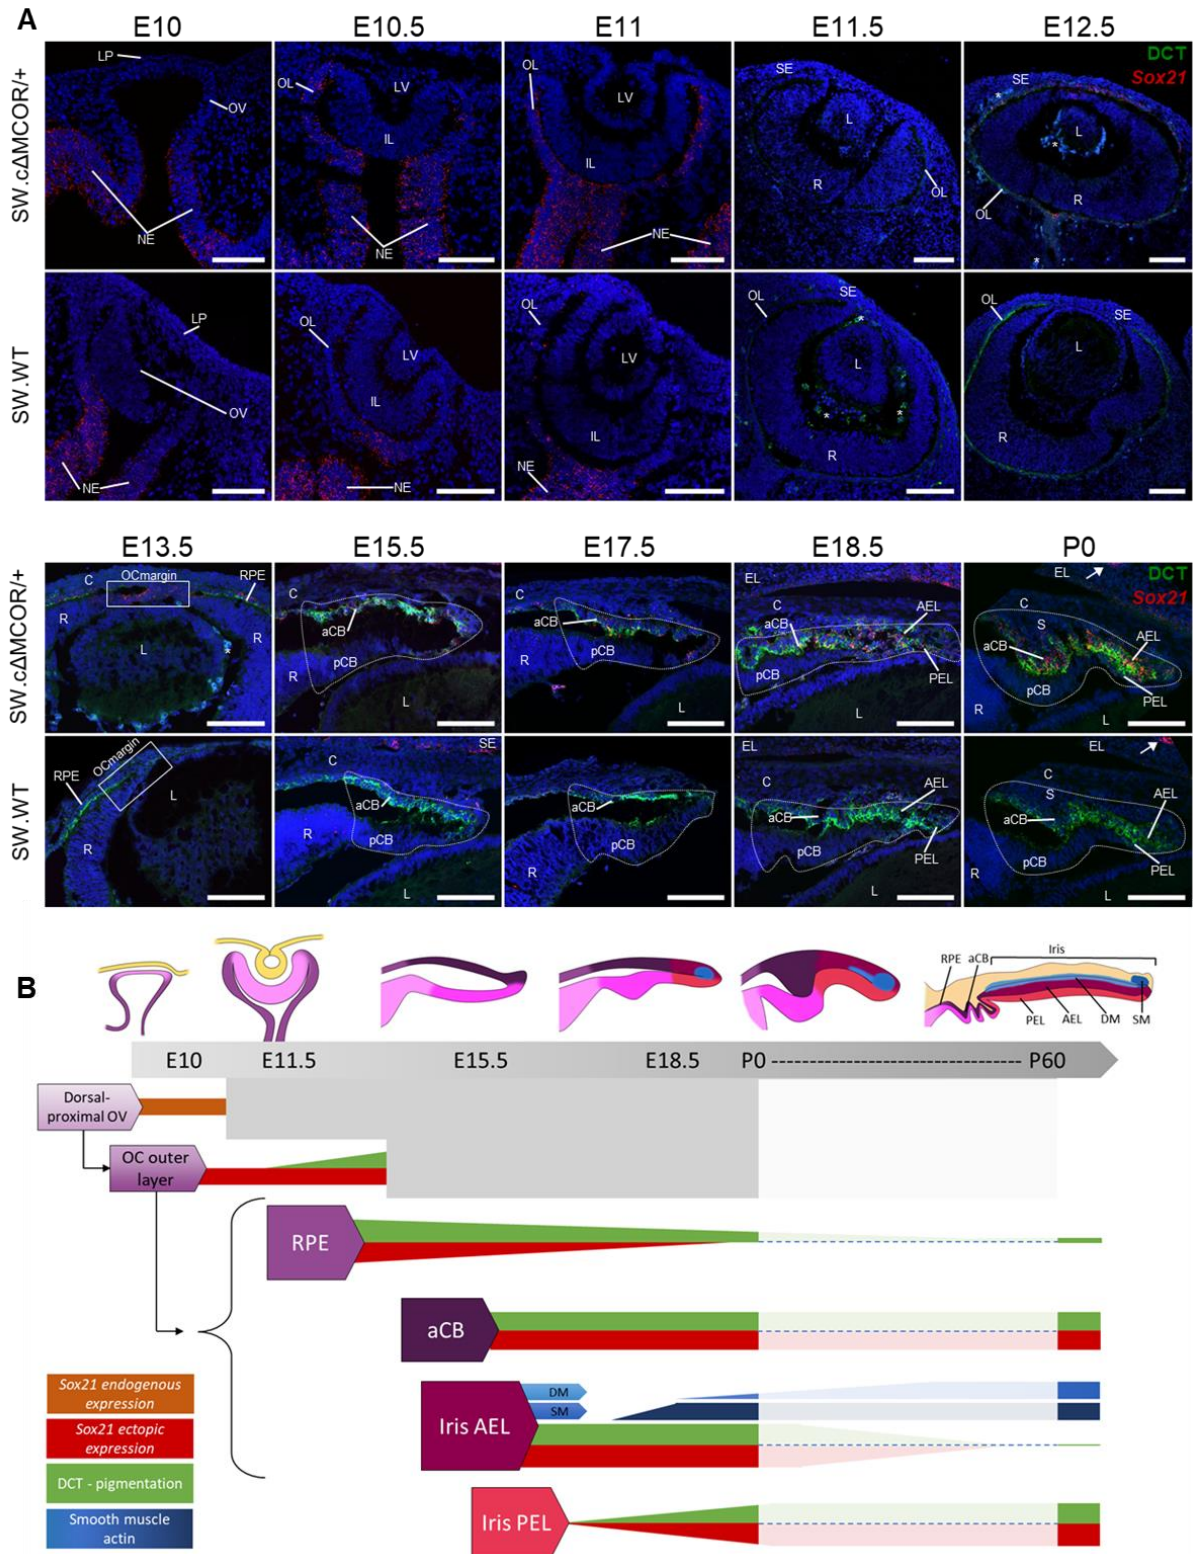 A
E10 E10.5 E11 E11.5 E12.5
SW.cΔMCOR/+
LP
OV
NE
OL
LV
IL
NE
OL
LV
IL
NE
SE
L
R
OL
DCT
Sox21
SE
*
L
*
R
OL
*
SW.WT
LP
OV
NE
OL
LV
IL
NE
OL
LV
IL
NE
OL
SE
*
L
*
*
R
OL
SE
L
R
E13.5 E15.5 E17.5 E18.5 P0
SW.cΔMCOR/+
C
OCmargin
RPE
R
R
L
*
C
aCB
pCB
R
L
C
aCB
pCB
R
L
EL
C
aCB
AEL
pCB
PEL
L
DCT
Sox21
EL
C
S
aCB
AEL
pCB
PEL
R
L
SW.WT
OCmargin
RPE
L
R
SE
C
aCB
R
pCB
L
C
aCB
pCB
R
L
EL
C
AEL
aCB
pCB
PEL
R
L
EL
C
S
AEL
aCB
pCB
PEL
R
L
B
Iris
RPE aCB
PEL AEL DM SM
E10 E11.5 E15.5 E18.5 P0 P60
Dorsal-
proximal OV
OC outer
layer
RPE
aCB
DM
SM
Iris AEL
Iris PEL
Sox21 endogenous
expression
Sox21 ectopic
expression
DCT - pigmentation
Smooth muscle
actin